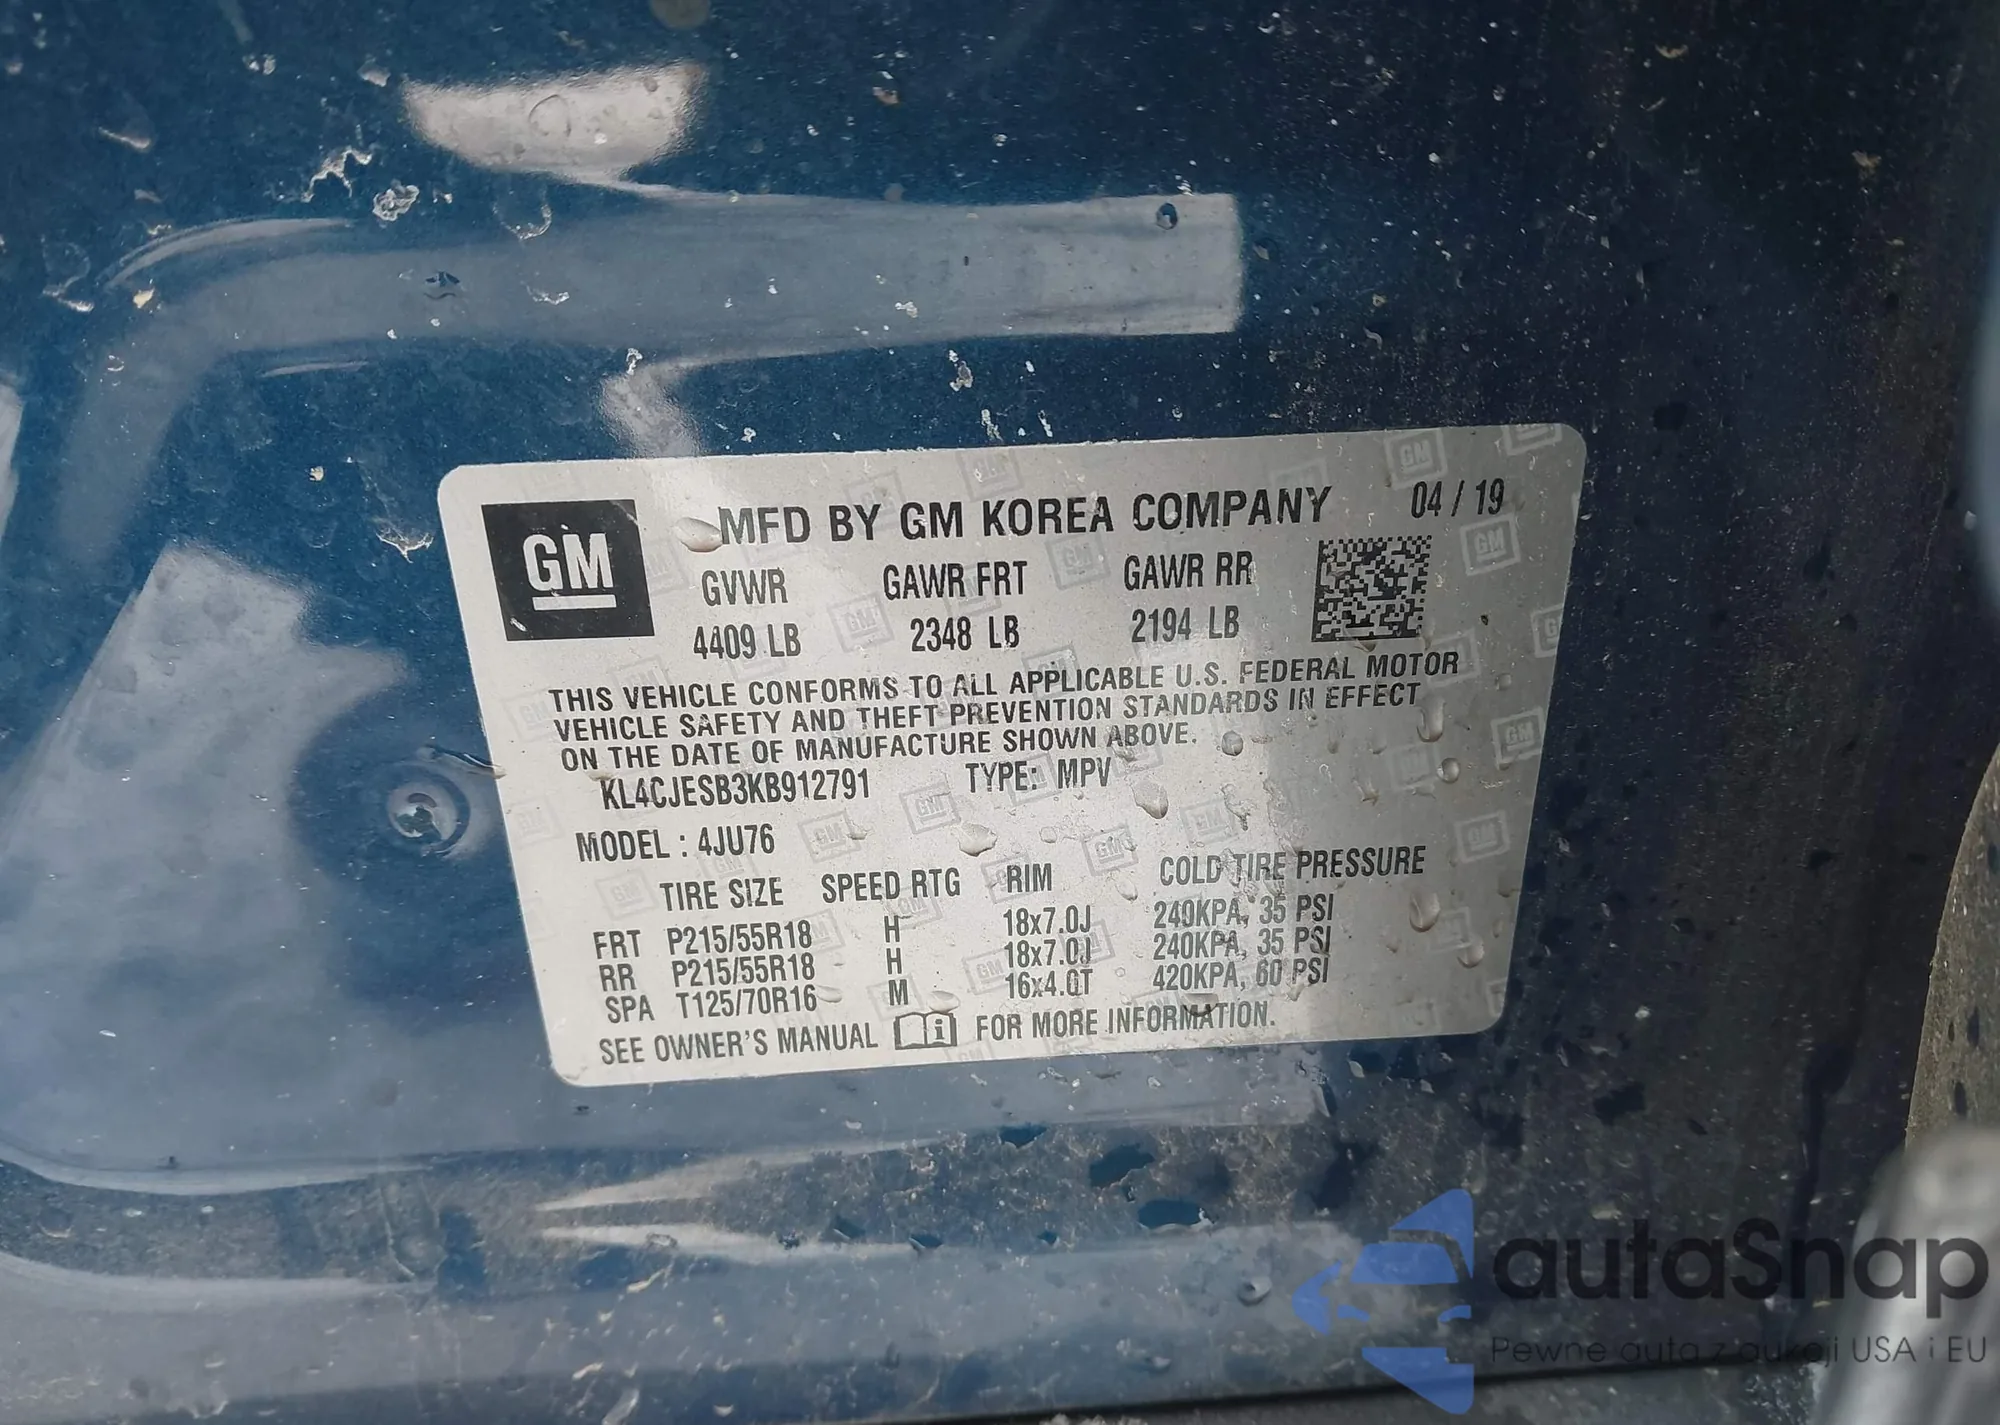 GM
MFD BY GM KOREA COMPANY 04 / 19
GVWR GAWR FRT GAWR RR
4409 LB 2348 LB 2194 LB
THIS VEHICLE CONFORMS TO ALL APPLICABLE U.S. FEDERAL MOTOR
VEHICLE SAFETY AND THEFT PREVENTION STANDARDS IN EFFECT
ON THE DATE OF MANUFACTURE SHOWN ABOVE.
KL4CJESB3KB912791 TYPE: MPV
MODEL : 4JU76
TIRE SIZE SPEED RTG RIM COLD TIRE PRESSURE
FRT P215/55R18 H 18x7.0J 240KPA, 35 PSI
RR P215/55R18 H 18x7.0J 240KPA, 35 PSI
SPA T125/70R16 M 16x4.0T 420KPA, 60 PSI
SEE OWNER'S MANUAL FOR MORE INFORMATION.
autaSnap
Pewne auta z aukcji USA i EU